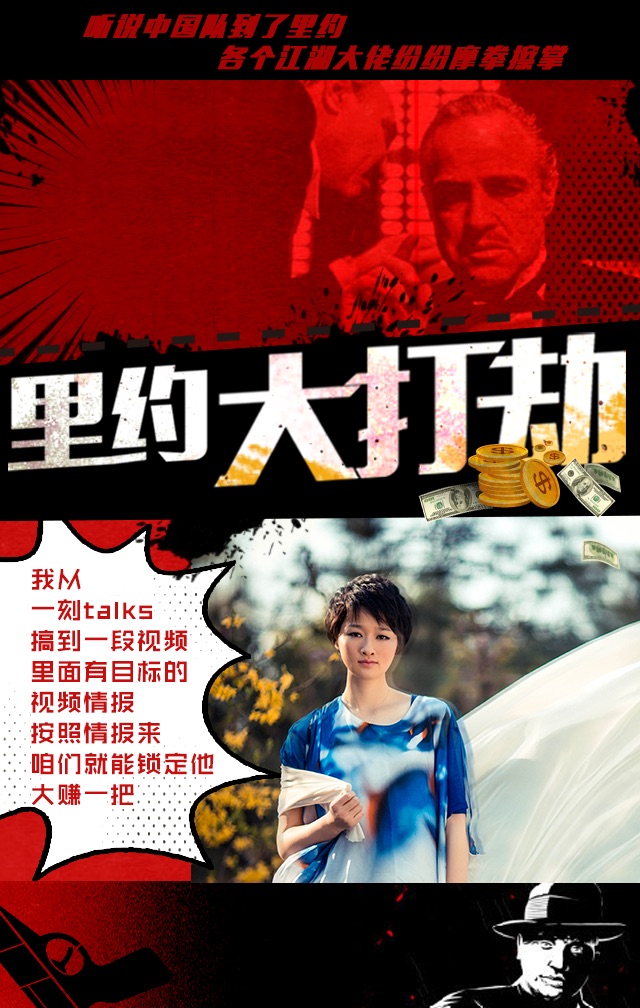 听说中国队到了里约
各个江湖大佬纷纷摩拳擦掌
里约大打劫
我从
一刻talks
搞到一段视频
里面有目标的
视频情报
按照情报来
咱们就能锁定他
大赚一把